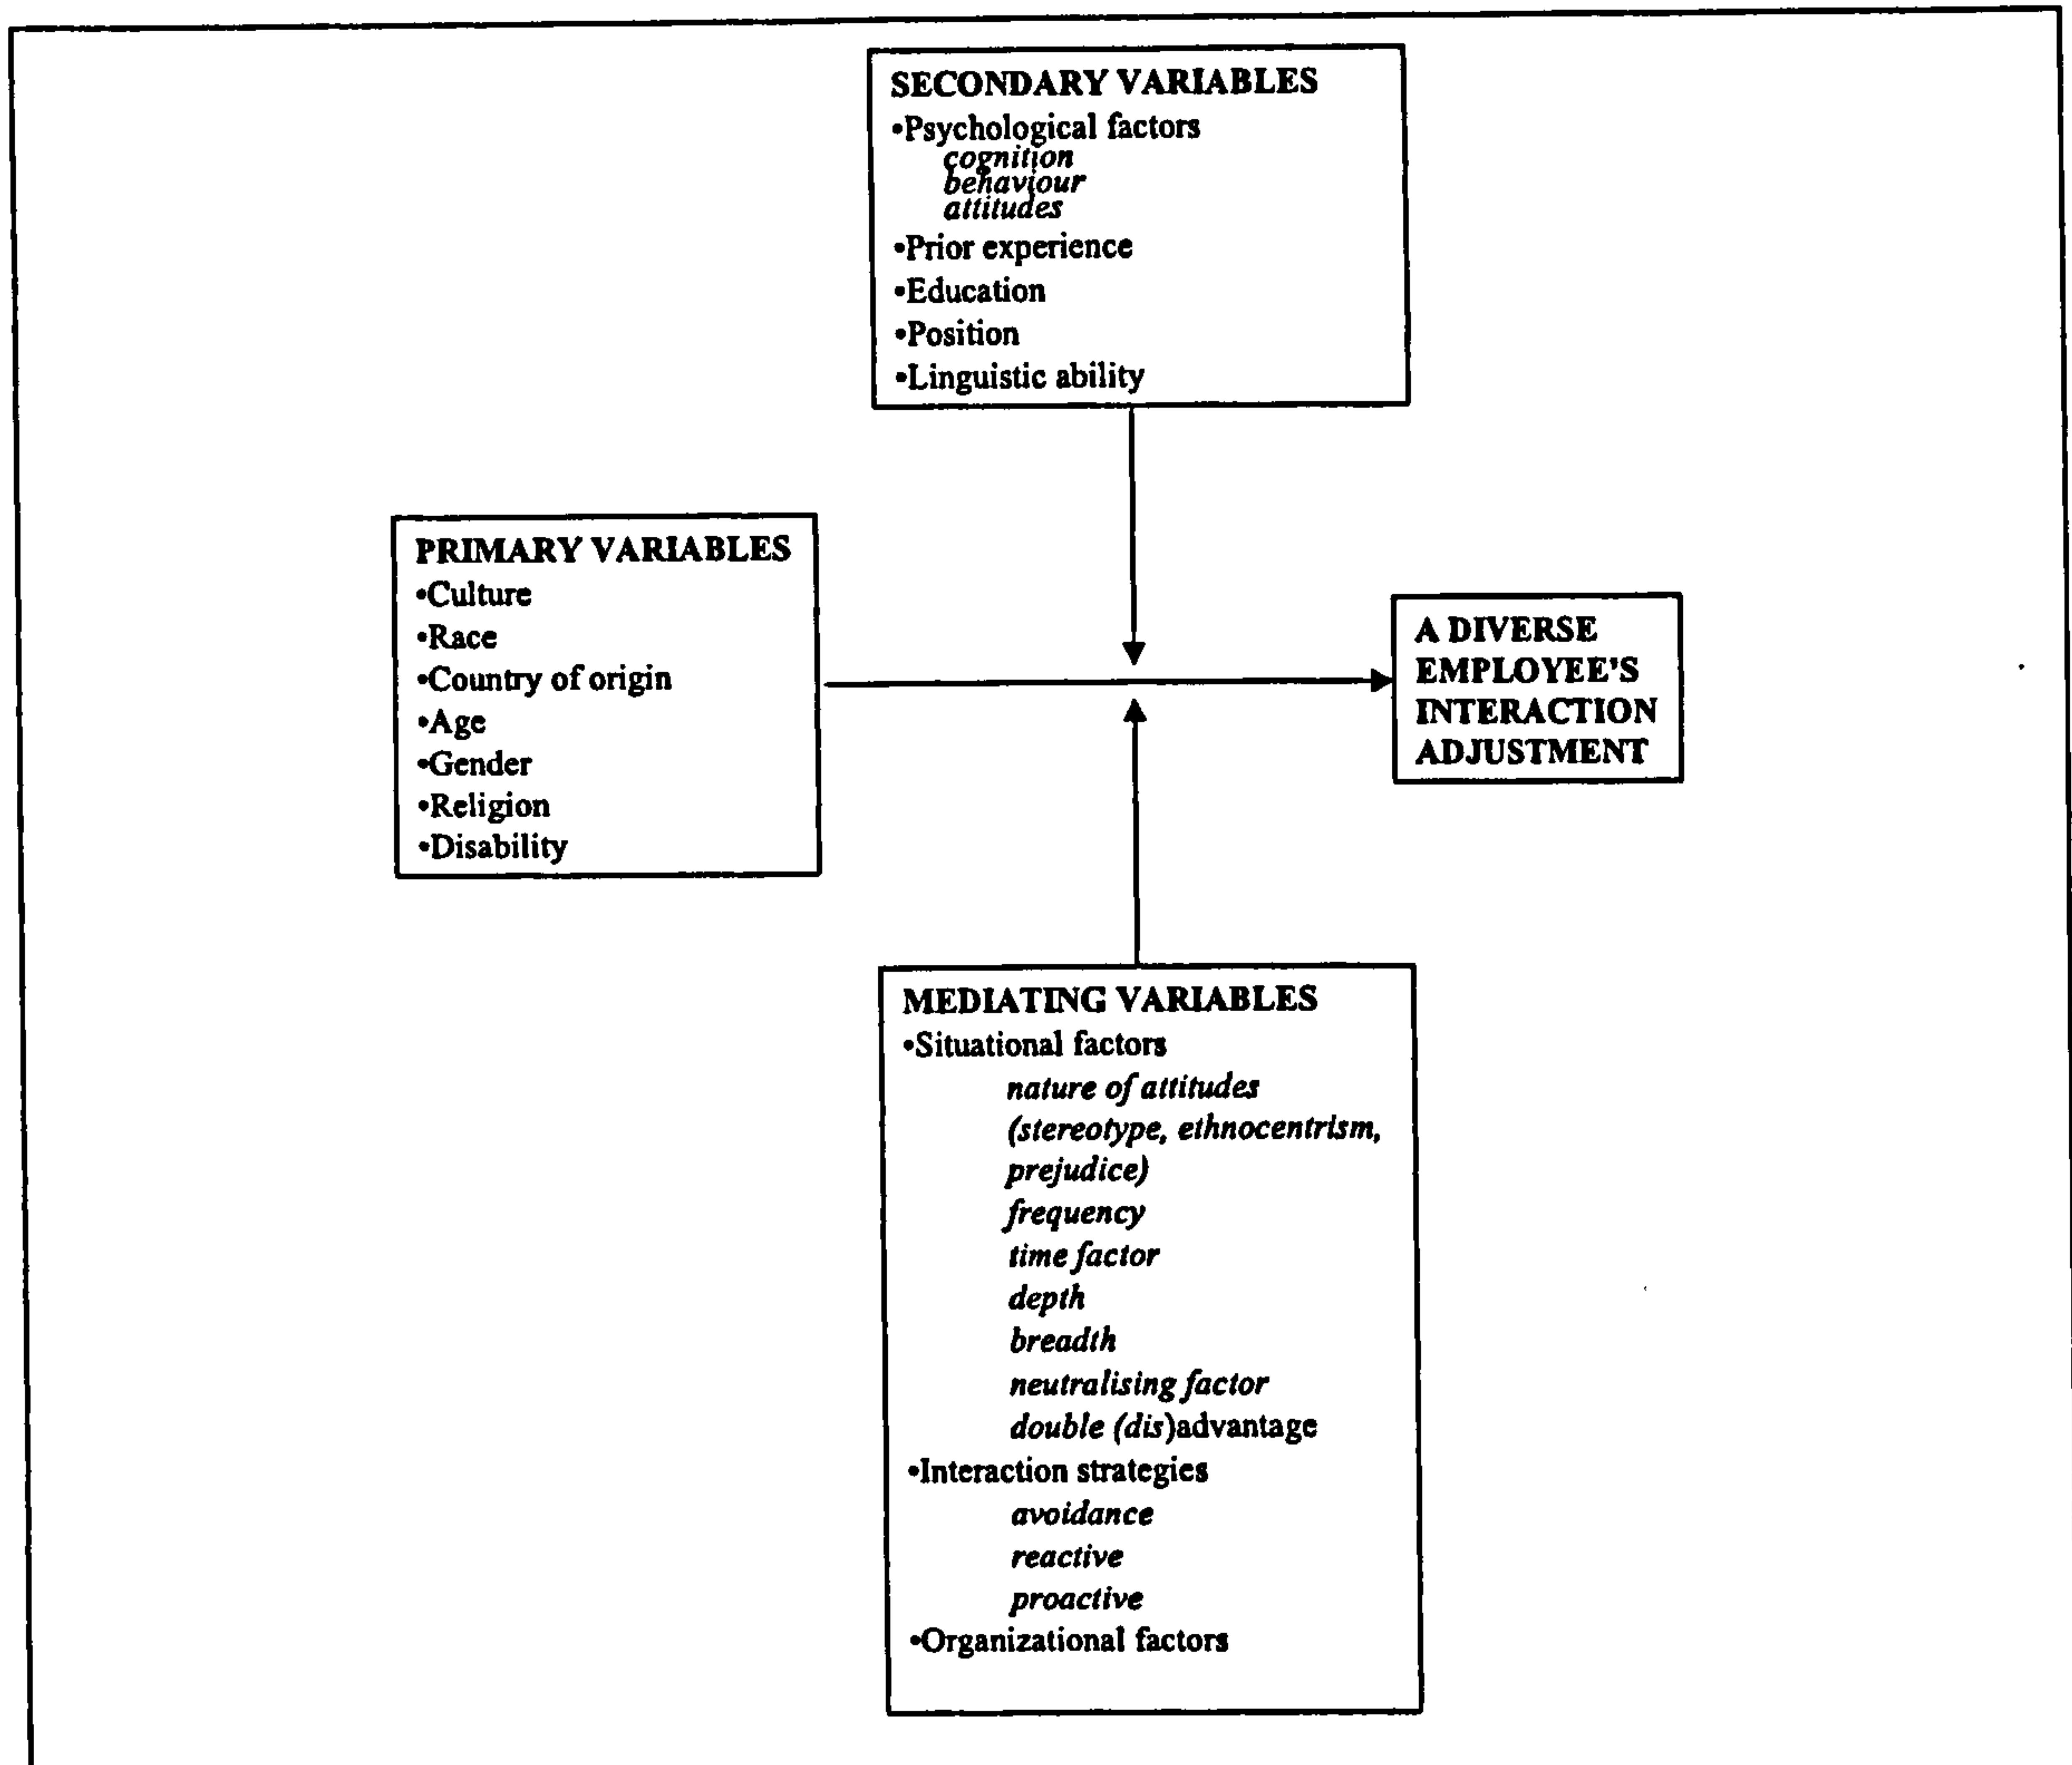 SECONDARY VARIABLES
•Psychological factors
cognition
behaviour
attitudes
•Prior experience
•Education
•Position
•Linguistic ability
PRIMARY VARIABLES
•Culture
•Race
•Country of origin
•Age
•Gender
•Religion
•Disability
A DIVERSE
EMPLOYEE'S
INTERACTION
ADJUSTMENT
MEDIATING VARIABLES
•Situational factors
nature of attitudes
(stereotype, ethnocentrism,
prejudice)
frequency
time factor
depth
breadth
neutralising factor
double (dis)advantage
•Interaction strategies
avoidance
reactive
proactive
•Organizational factors